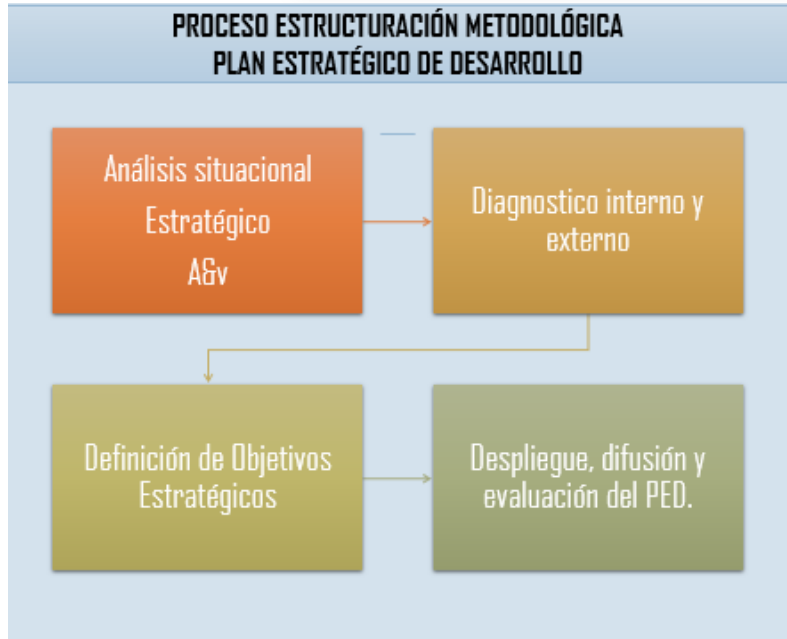 PROCESO ESTRUCTURACIÓN METODOLÓGICA
PLAN ESTRATÉGICO DE DESARROLLO
Análisis situacional
Estratégico
A&v
Diagnostico interno y
externo
Definición de Objetivos
Estratégicos
Despliegue, difusión y
evaluación del PED.